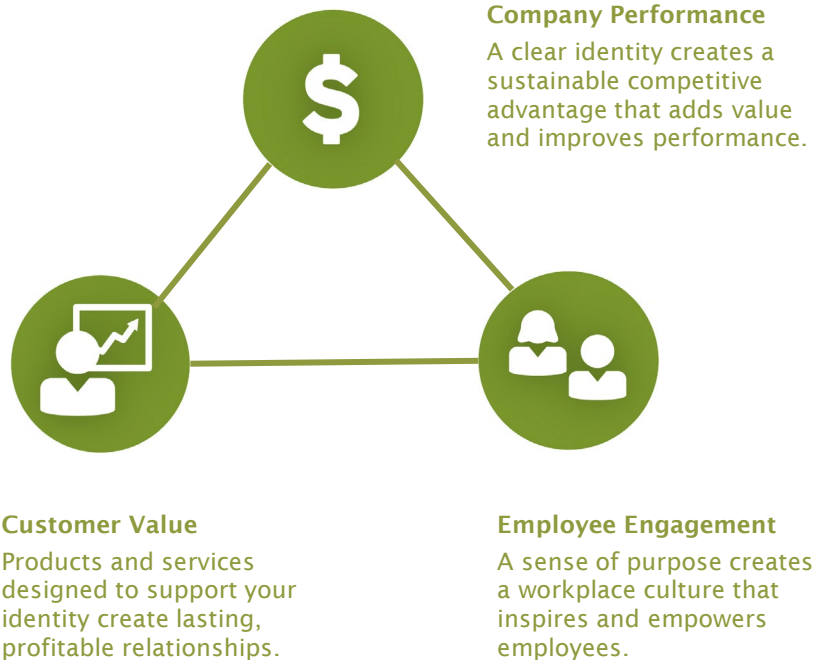 Company Performance
A clear identity creates a
sustainable competitive
advantage that adds value
and improves performance.
$
Customer Value
Products and services
designed to support your
identity create lasting,
profitable relationships.
Employee Engagement
A sense of purpose creates
a workplace culture that
inspires and empowers
employees.